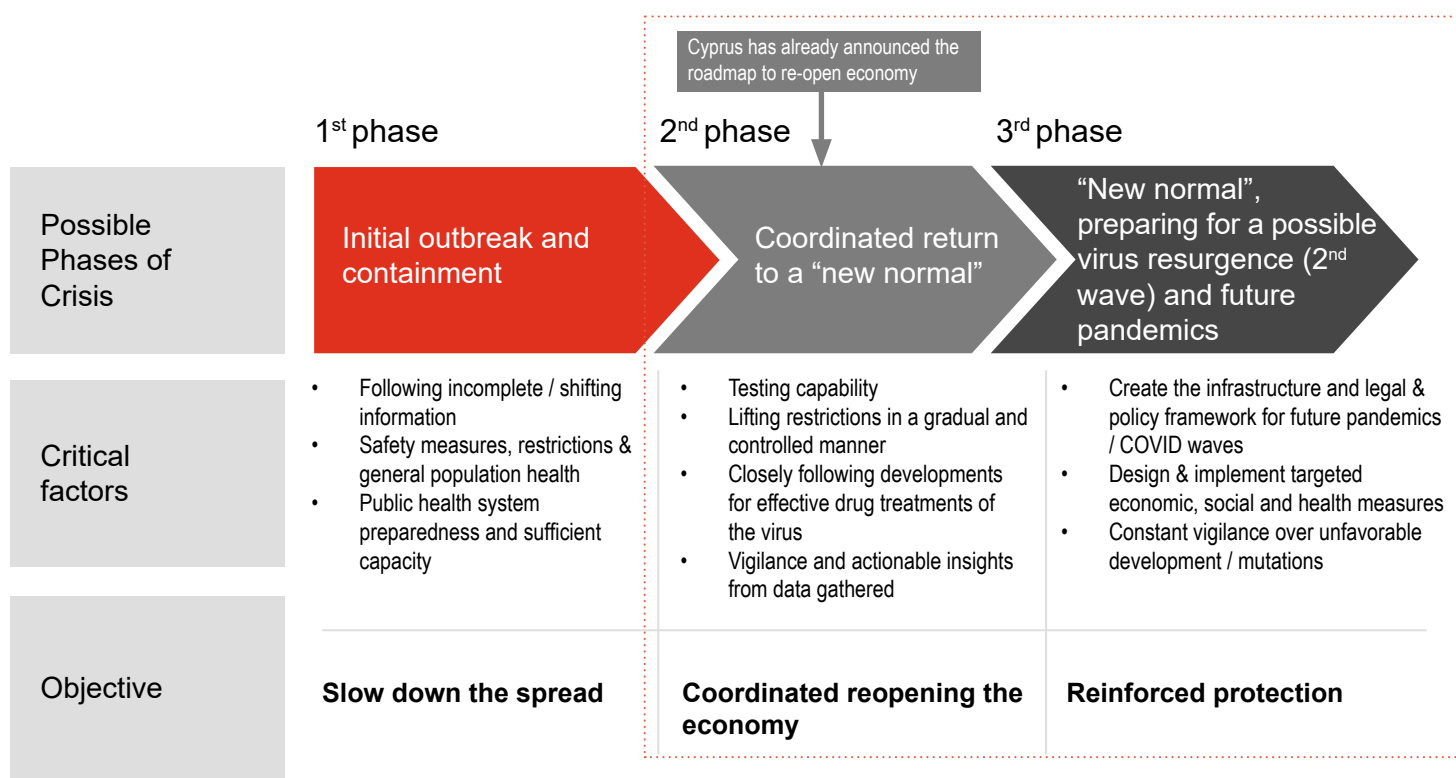 Cyprus has already announced the
roadmap to re-open economy
1st phase
2nd phase
3rd phase
Possible
Phases of
Crisis
Initial outbreak and
containment
Coordinated return
to a “new normal”
“New normal”,
preparing for a possible
virus resurgence (2nd
wave) and future
pandemics
Critical
factors
• Following incomplete / shifting
information
• Safety measures, restrictions &
general population health
• Public health system
preparedness and sufficient
capacity
• Testing capability
• Lifting restrictions in a gradual and
controlled manner
• Closely following developments
for effective drug treatments of
the virus
• Vigilance and actionable insights
from data gathered
• Create the infrastructure and legal &
policy framework for future pandemics
/ COVID waves
• Design & implement targeted
economic, social and health measures
• Constant vigilance over unfavorable
development / mutations
Objective
Slow down the spread
Coordinated reopening the
economy
Reinforced protection